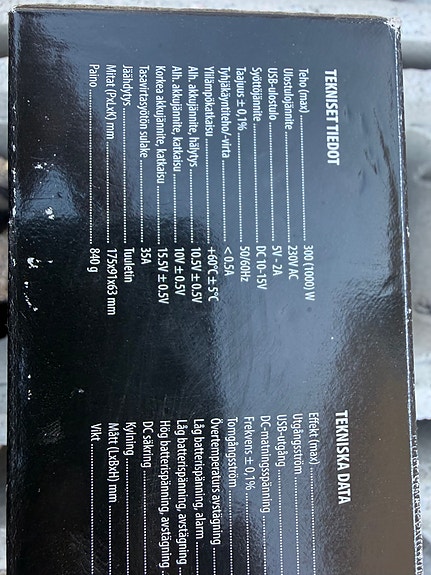 TEKNISET TIEDOT
Teho (max) 300 (1000) W
Ulostulojännite 230V AC
USB-ulostulo 5V - 2A
Syöttöjännite DC 10-15V
Taajuus ± 0,1% 50/60Hz
Tyhjäkäyntiteho/-virta < 0.5A
Ylilämpökatkaisu +60°C ± 5°C
Alh. akkujännite, hälytys 10.5V ± 0.5V
Alh. akkujännite, katkaisu 10V ± 0.5V
Korkea akkujännite, katkaisu 15.5V ± 0.5V
Tasavirtasyötön sulake 35A
Jäähdytys Tuuletin
Mitat (PxLxK) mm 175x91x63 mm
Paino 840 g
TEKNISKA DATA
Effekt (max)
Utgångsström
USB-utgång
DC-matningsspänning
Frekvens ± 0,1%
Tomgångsström
Övertemperaturs avstägning
Låg batterispänning, alarm
Låg batterispänning, avstägning
Hög batterispänning, avstägning
DC säkring
Kylning
Mått (LxBxH) mm
Vikt